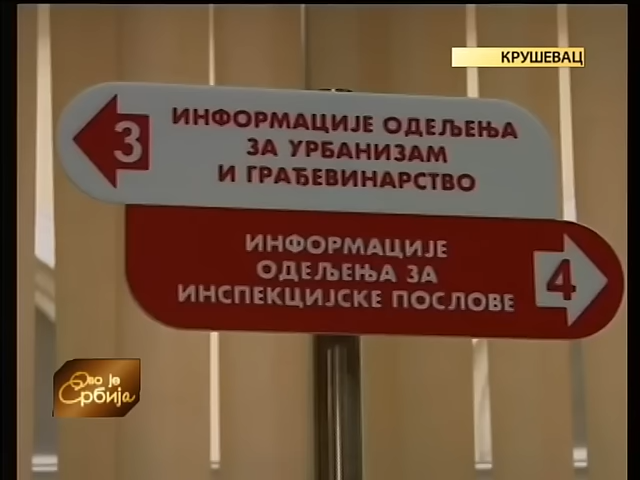 КРУШЕВАЦ
3
ИНФОРМАЦИЈЕ ОДЕЉЕЊА
ЗА УРБАНИЗАМ
И ГРАЂЕВИНАРСТВО
ИНФОРМАЦИЈЕ
ОДЕЉЕЊА ЗА
ИНСПЕКЦИЈСКЕ ПОСЛОВЕ
4
Ово је
Србија